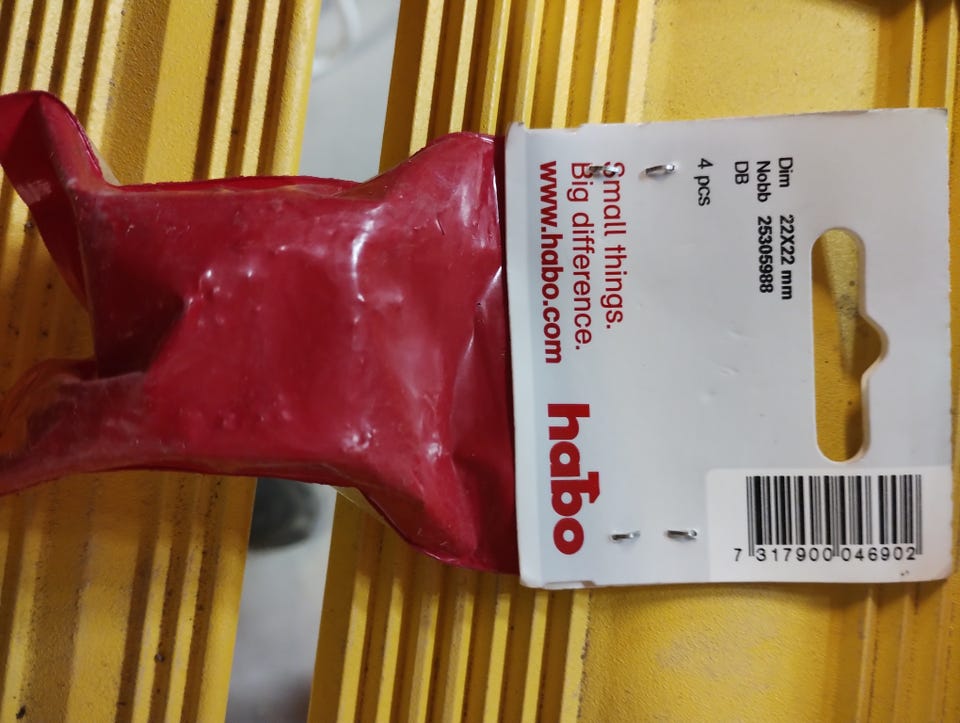 Dim 22X22 mm
Nobb 25305988
DB
4 pcs
Small things.
Big difference.
www.habo.com
habo
7 317900 046902